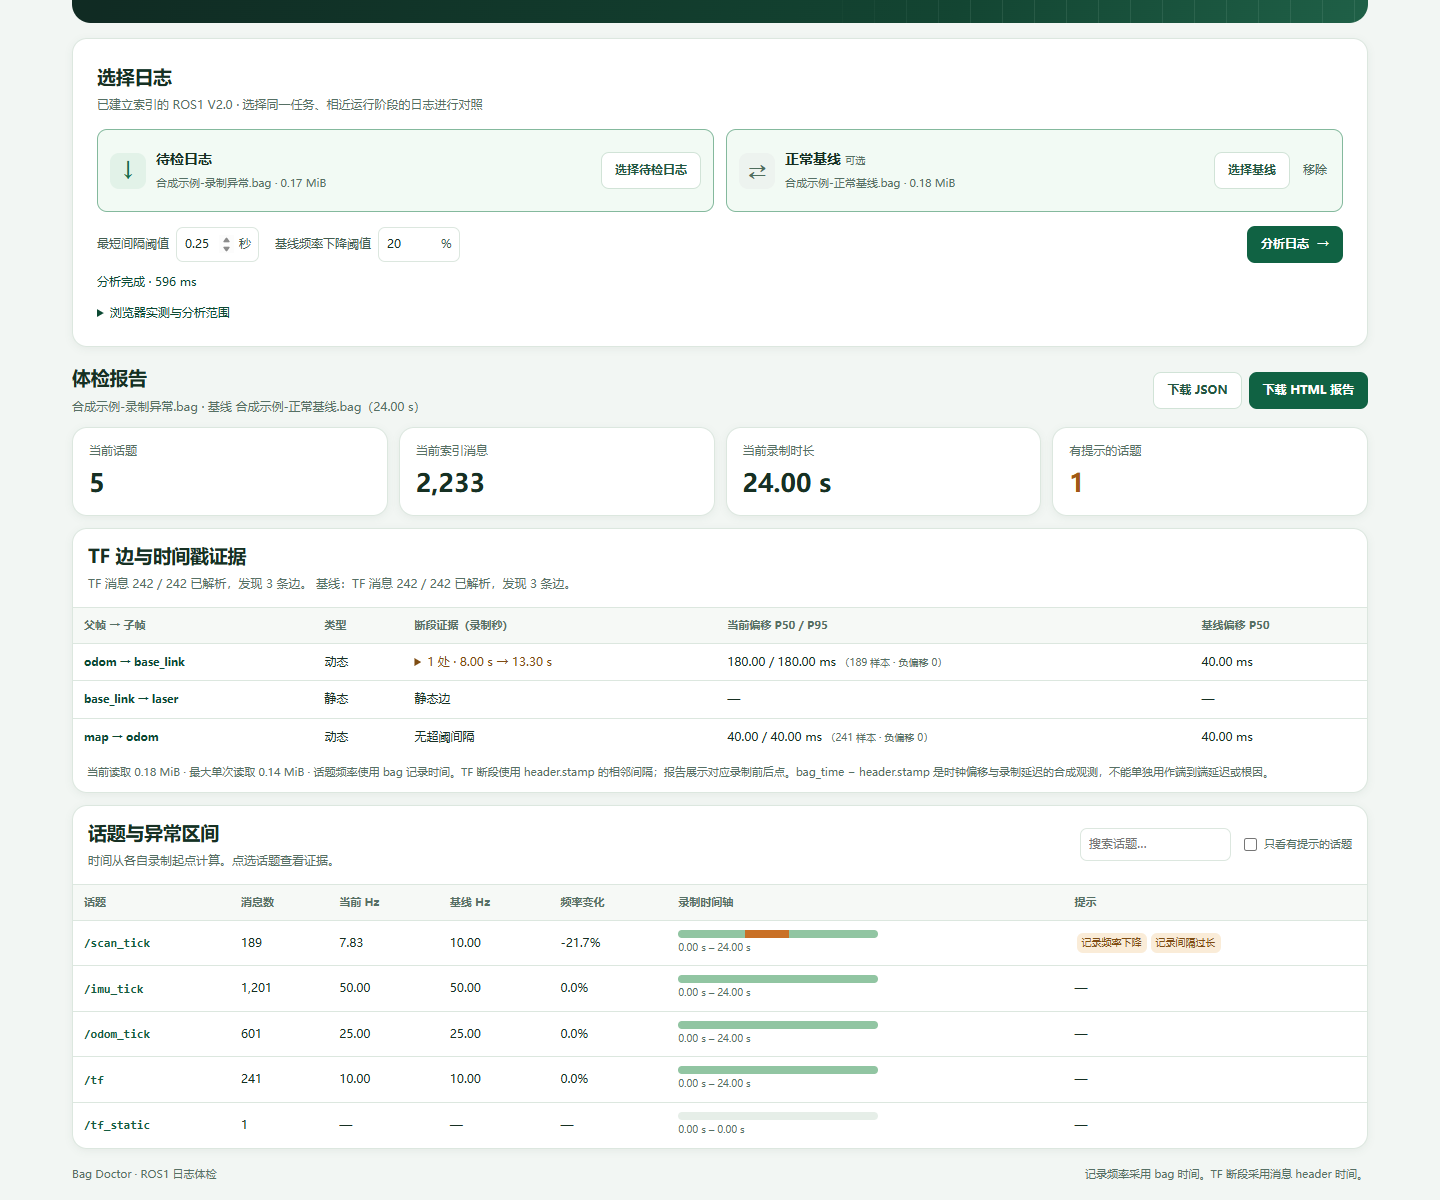 选择日志
已建立索引的 ROS1 V2.0 · 选择同一任务、相近运行阶段的日志进行对照
↓ 待检日志
合成示例-录制异常.bag · 0.17 MiB
选择待检日志
⇄ 正常基线 可选
合成示例-正常基线.bag · 0.18 MiB
选择基线 移除
最短间隔阈值 0.25 秒 基线频率下降阈值 20 %
分析日志 →
分析完成 · 596 ms
▶ 浏览器实测与分析范围
体检报告
合成示例-录制异常.bag · 基线 合成示例-正常基线.bag（24.00 s）
下载 JSON 下载 HTML 报告
当前话题
5
当前索引消息
2,233
当前录制时长
24.00 s
有提示的话题
1
TF 边与时间戳证据
TF 消息 242 / 242 已解析，发现 3 条边。 基线：TF 消息 242 / 242 已解析，发现 3 条边。
父帧 → 子帧 类型 断段证据（录制秒） 当前偏移 P50 / P95 基线偏移 P50
odom → base_link 动态 ▶ 1 处 · 8.00 s → 13.30 s 180.00 / 180.00 ms （189 样本 · 负偏移 0） 40.00 ms
base_link → laser 静态 静态边 — —
map → odom 动态 无超阈间隔 40.00 / 40.00 ms （241 样本 · 负偏移 0） 40.00 ms
当前读取 0.18 MiB · 最大单次读取 0.14 MiB · 话题频率使用 bag 记录时间。TF 断段使用 header.stamp 的相邻间隔；报告展示对应录制前后点。bag_time − header.stamp 是时钟偏移与录制延迟的合成观测，不能单独用作端到端延迟或根因。
话题与异常区间
时间从各自录制起点计算。点选话题查看证据。
搜索话题... 只看有提示的话题
话题 消息数 当前 Hz 基线 Hz 频率变化 录制时间轴 提示
/scan_tick 189 7.83 10.00 -21.7% 0.00 s – 24.00 s 记录频率下降 记录间隔过长
/imu_tick 1,201 50.00 50.00 0.0% 0.00 s – 24.00 s —
/odom_tick 601 25.00 25.00 0.0% 0.00 s – 24.00 s —
/tf 241 10.00 10.00 0.0% 0.00 s – 24.00 s —
/tf_static 1 — — — 0.00 s – 0.00 s —
Bag Doctor · ROS1 日志体检
记录频率采用 bag 时间。TF 断段采用消息 header 时间。